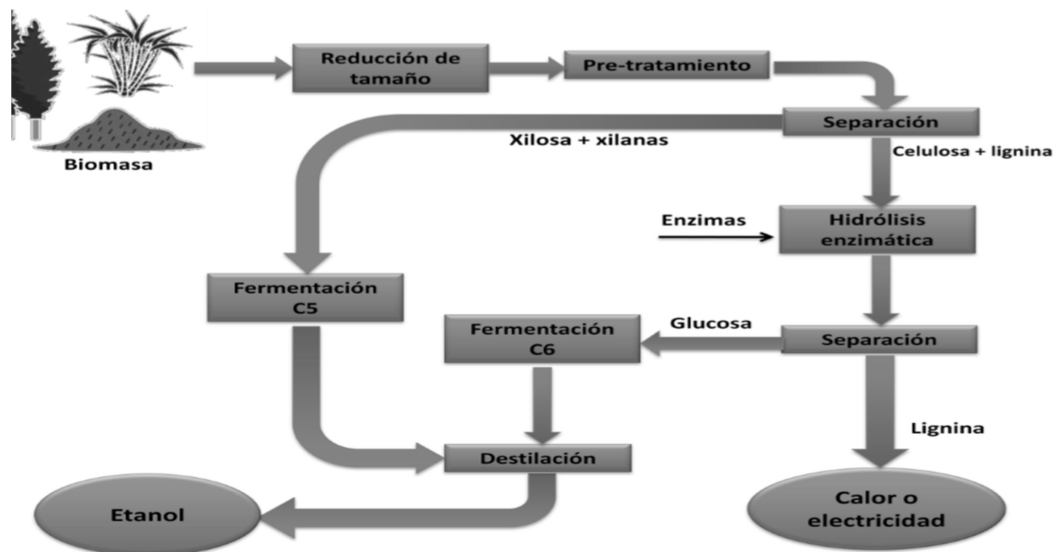 Biomasa
Reducción de
tamaño
Pre-tratamiento
Separación
Xilosa + xilanas
Celulosa + lignina
Enzimas
Hidrólisis
enzimática
Fermentación
C5
Fermentación
C6
Glucosa
Separación
Lignina
Destilación
Etanol
Calor o
electricidad